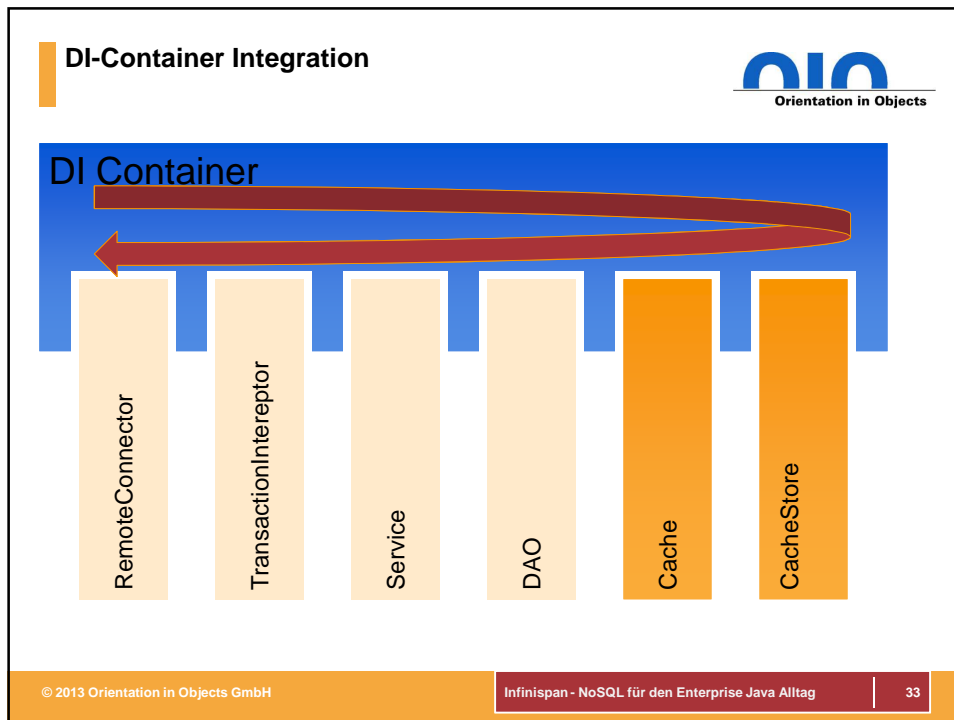 DI-Container Integration
OIO
Orientation in Objects
DI Container
RemoteConnector
TransactionIntereptor
Service
DAO
Cache
CacheStore
© 2013 Orientation in Objects GmbH
Infinispan - NoSQL für den Enterprise Java Alltag
33